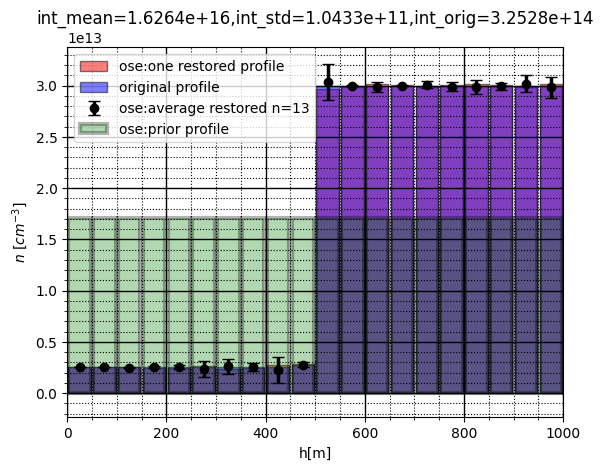 int_mean=1.6264e+16,int_std=1.0433e+11,int_orig=3.2528e+14
1e13
ose:one restored profile
original profile
ose:average restored n=13
ose:prior profile
3.0
2.5
2.0
1.5
1.0
0.5
0.0
n [cm⁻³]
0 200 400 600 800 1000
h[m]